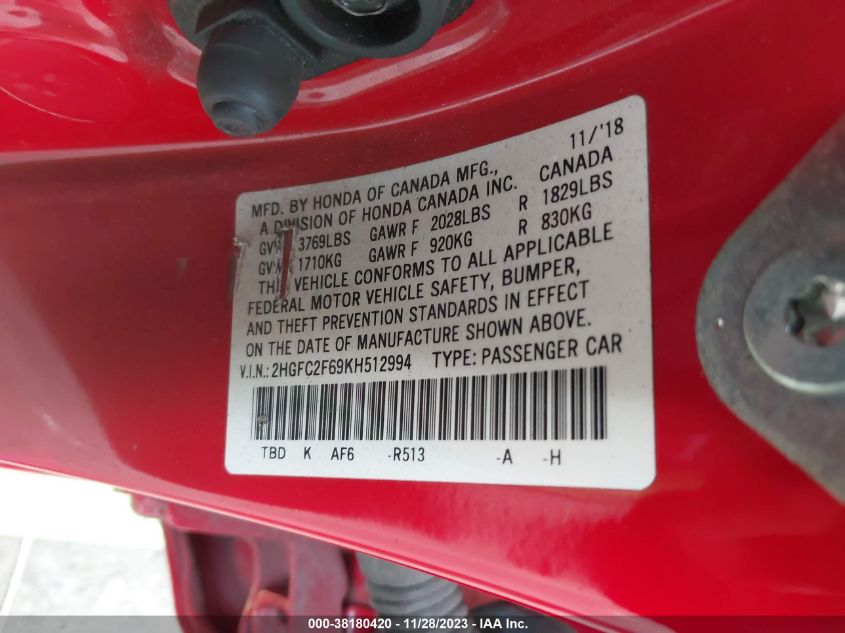 11/'18
MFD. BY HONDA OF CANADA MFG.,
A DIVISION OF HONDA CANADA INC. CANADA
3769LBS GAWR F 2028LBS R 1829LBS
1710KG GAWR F 920KG R 830KG
VEHICLE CONFORMS TO ALL APPLICABLE
FEDERAL MOTOR VEHICLE SAFETY, BUMPER,
AND THEFT PREVENTION STANDARDS IN EFFECT
ON THE DATE OF MANUFACTURE SHOWN ABOVE.
V.I.N.: 2HGFC2F69KH512994 TYPE: PASSENGER CAR
TBD K AF6 -R513 -A -H
000-38180420 - 11/28/2023 - IAA Inc.